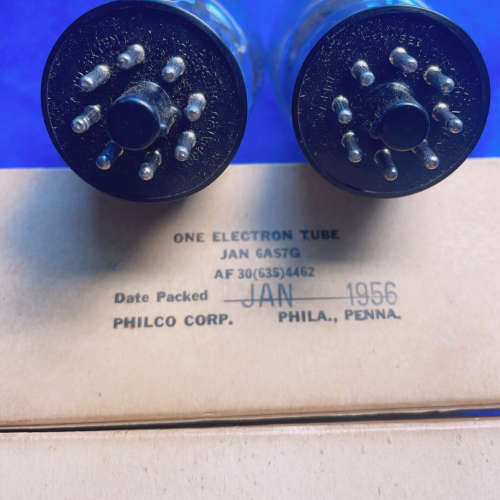 ONE ELECTRON TUBE
JAN 6AS7G
AF 30(635)4462
Date Packed JAN 1956
PHILCO CORP. PHILA., PENNA.